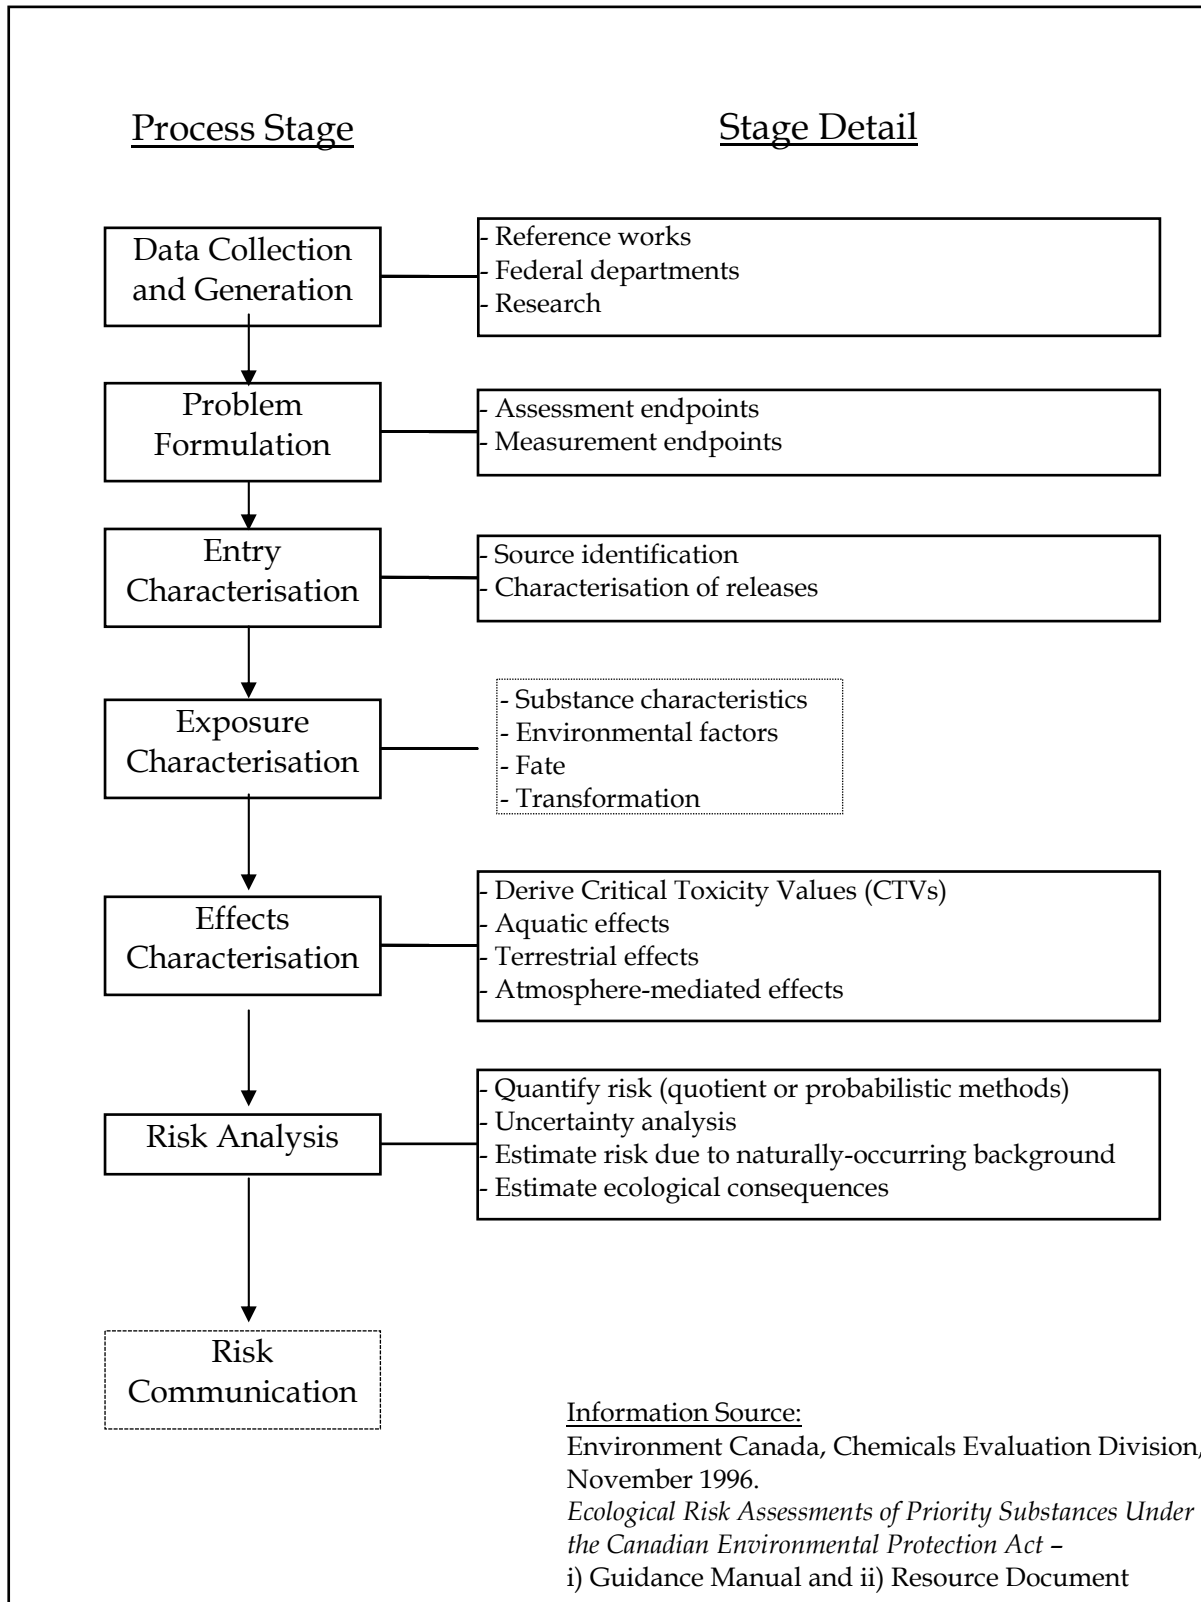 Process Stage
Stage Detail
Data Collection
and Generation
- Reference works
- Federal departments
- Research
Problem
Formulation
- Assessment endpoints
- Measurement endpoints
Entry
Characterisation
- Source identification
- Characterisation of releases
Exposure
Characterisation
- Substance characteristics
- Environmental factors
- Fate
- Transformation
Effects
Characterisation
- Derive Critical Toxicity Values (CTVs)
- Aquatic effects
- Terrestrial effects
- Atmosphere-mediated effects
Risk Analysis
- Quantify risk (quotient or probabilistic methods)
- Uncertainty analysis
- Estimate risk due to naturally-occurring background
- Estimate ecological consequences
Risk
Communication
Information Source:
Environment Canada, Chemicals Evaluation Division,
November 1996.
Ecological Risk Assessments of Priority Substances Under
the Canadian Environmental Protection Act –
i) Guidance Manual and ii) Resource Document